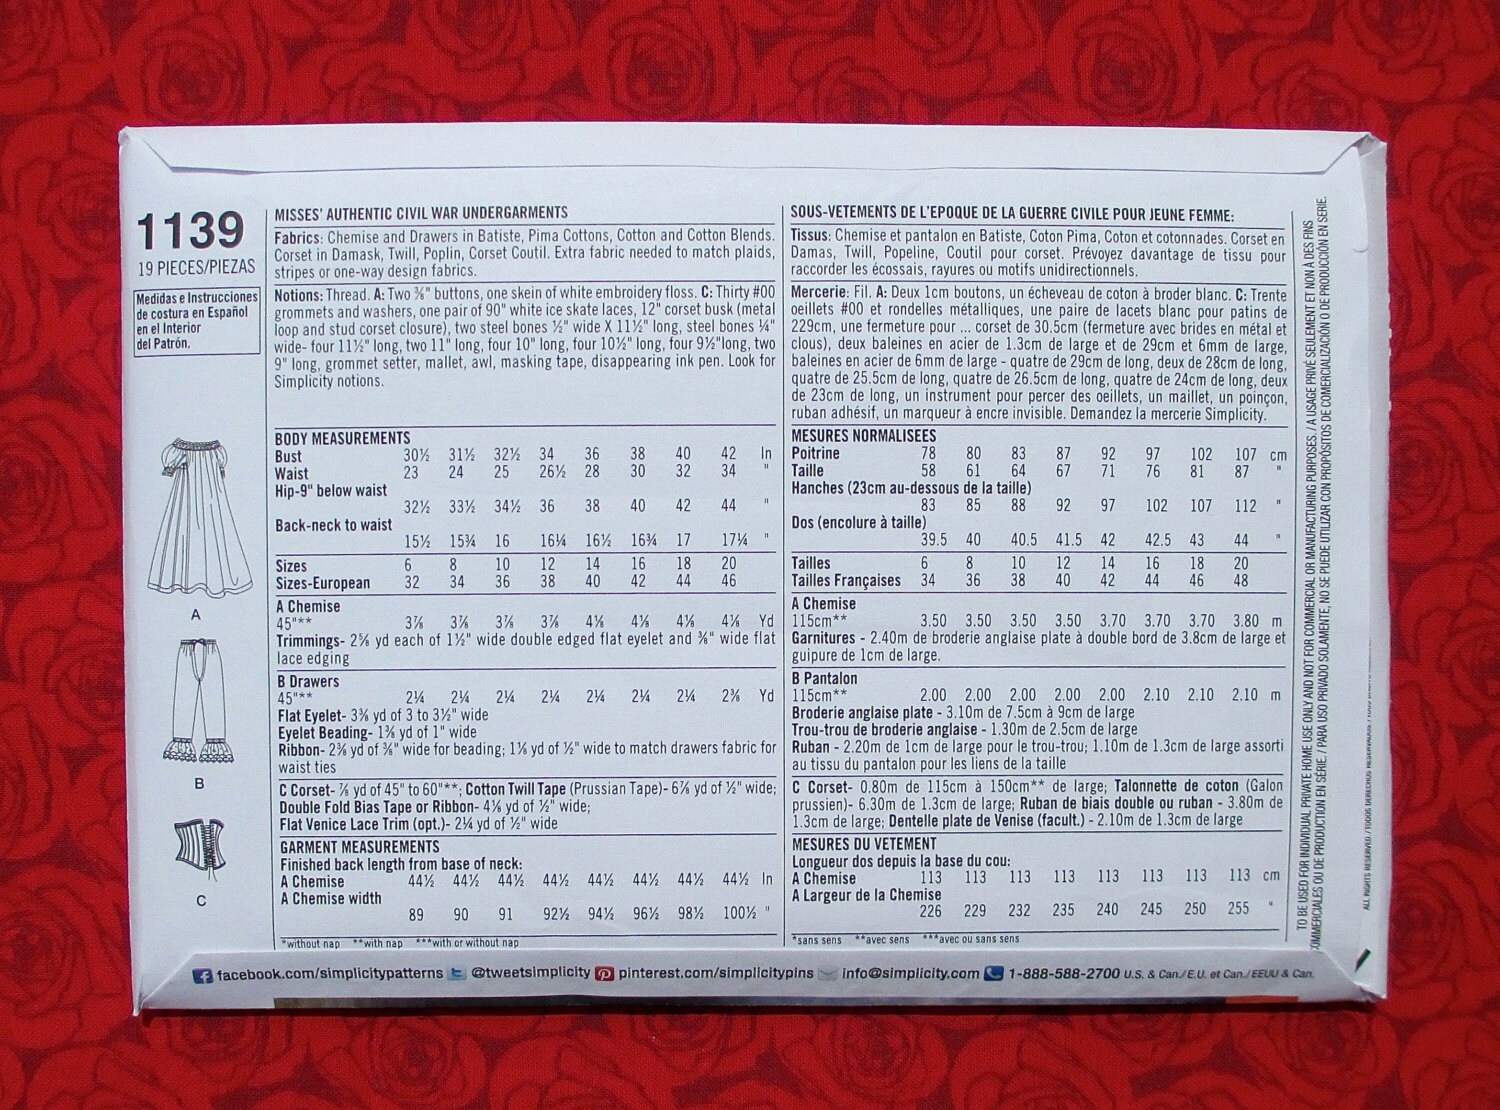 1139
19 PIECES/PIEZAS
Medidas e Instrucciones
de costura en Español
en el Interior
del Patrón.
A
B
C
MISSES' AUTHENTIC CIVIL WAR UNDERGARMENTS
Fabrics: Chemise and Drawers in Batiste, Pima Cottons, Cotton and Cotton Blends.
Corset in Damask, Twill, Poplin, Corset Coutil. Extra fabric needed to match plaids,
stripes or one-way design fabrics.
Notions: Thread. A: Two ⅜" buttons, one skein of white embroidery floss. C: Thirty #00
grommets and washers, one pair of 90" white ice skate laces, 12" corset busk (metal
loop and stud corset closure), two steel bones ½" wide X 11½" long, steel bones ¼"
wide- four 11½" long, two 11" long, four 10" long, four 10½" long, four 9½"long, two
9" long, grommet setter, mallet, awl, masking tape, disappearing ink pen. Look for
Simplicity notions.
BODY MEASUREMENTS
Bust 30½ 31½ 32½ 34 36 38 40 42 In
Waist 23 24 25 26½ 28 30 32 34 "
Hip-9" below waist
32½ 33½ 34½ 36 38 40 42 44 "
Back-neck to waist
15½ 15¾ 16 16¼ 16½ 16¾ 17 17¼ "
Sizes 6 8 10 12 14 16 18 20
Sizes-European 32 34 36 38 40 42 44 46
A Chemise
45"** 3⅞ 3⅞ 3⅞ 3⅞ 4⅛ 4⅛ 4⅛ 4⅛ Yd
Trimmings- 2⅝ yd each of 1½" wide double edged flat eyelet and ⅜" wide flat
lace edging
B Drawers
45"** 2¼ 2¼ 2¼ 2¼ 2¼ 2¼ 2¼ 2⅜ Yd
Flat Eyelet- 3⅜ yd of 3 to 3½" wide
Eyelet Beading- 1⅜ yd of 1" wide
Ribbon- 2⅜ yd of ⅜" wide for beading; 1⅛ yd of ½" wide to match drawers fabric for
waist ties
C Corset- ⅞ yd of 45" to 60"**; Cotton Twill Tape (Prussian Tape)- 6⅞ yd of ½" wide;
Double Fold Bias Tape or Ribbon- 4⅛ yd of ½" wide;
Flat Venice Lace Trim (opt.)- 2¼ yd of ½" wide
GARMENT MEASUREMENTS
Finished back length from base of neck:
A Chemise 44½ 44½ 44½ 44½ 44½ 44½ 44½ 44½ In
A Chemise width
89 90 91 92½ 94½ 96½ 98½ 100½ "
*without nap **with nap ***with or without nap
SOUS-VETEMENTS DE L'EPOQUE DE LA GUERRE CIVILE POUR JEUNE FEMME:
Tissus: Chemise et pantalon en Batiste, Coton Pima, Coton et cotonnades. Corset en
Damas, Twill, Popeline, Coutil pour corset. Prévoyez davantage de tissu pour
raccorder les écossais, rayures ou motifs unidirectionnels.
Mercerie: Fil. A: Deux 1cm boutons, un écheveau de coton à broder blanc. C: Trente
oeillets #00 et rondelles métalliques, une paire de lacets blanc pour patins de
229cm, une fermeture pour ... corset de 30.5cm (fermeture avec brides en métal et
clous), deux baleines en acier de 1.3cm de large et de 29cm et 6mm de large,
baleines en acier de 6mm de large - quatre de 29cm de long, deux de 28cm de long,
quatre de 25.5cm de long, quatre de 26.5cm de long, quatre de 24cm de long, deux
de 23cm de long, un instrument pour percer des oeillets, un maillet, un poinçon,
ruban adhésif, un marqueur à encre invisible. Demandez la mercerie Simplicity.
MESURES NORMALISEES
Poitrine 78 80 83 87 92 97 102 107 cm
Taille 58 61 64 67 71 76 81 87 "
Hanches (23cm au-dessous de la taille)
83 85 88 92 97 102 107 112 "
Dos (encolure à taille)
39.5 40 40.5 41.5 42 42.5 43 44 "
Tailles 6 8 10 12 14 16 18 20
Tailles Françaises 34 36 38 40 42 44 46 48
A Chemise
115cm** 3.50 3.50 3.50 3.50 3.70 3.70 3.70 3.80 m
Garnitures - 2.40m de broderie anglaise plate à double bord de 3.8cm de large et
guipure de 1cm de large.
B Pantalon
115cm** 2.00 2.00 2.00 2.00 2.00 2.10 2.10 2.10 m
Broderie anglaise plate - 3.10m de 7.5cm à 9cm de large
Trou-trou de broderie anglaise - 1.30m de 2.5cm de large
Ruban - 2.20m de 1cm de large pour le trou-trou; 1.10m de 1.3cm de large assorti
au tissu du pantalon pour les liens de la taille
C Corset- 0.80m de 115cm à 150cm** de large; Talonnette de coton (Galon
prussien)- 6.30m de 1.3cm de large; Ruban de biais double ou ruban - 3.80m de
1.3cm de large; Dentelle plate de Venise (facult.) - 2.10m de 1.3cm de large
MESURES DU VETEMENT
Longueur dos depuis la base du cou:
A Chemise 113 113 113 113 113 113 113 113 cm
A Largeur de la Chemise
226 229 232 235 240 245 250 255 "
*sans sens **avec sens ***avec ou sans sens
TO BE USED FOR INDIVIDUAL PRIVATE HOME USE ONLY AND NOT FOR COMMERCIAL OR MANUFACTURING PURPOSES. / A USAGE PRIVÉ SEULEMENT ET NON À DES FINS
COMMERCIALES OU DE PRODUCTION EN SERIE. / PARA USO PRIVADO SOLAMENTE, NO SE PUEDE UTILIZAR CON PROPÓSITOS DE COMERCIALIZACIÓN O DE PRODUCCIÓN EN SERIE.
ALL RIGHTS RESERVED. / TODOS DERECHOS RESERVADOS.
facebook.com/simplicitypatterns @tweetsimplicity pinterest.com/simplicitypins info@simplicity.com 1-888-588-2700 U.S. & Can./E.U. et Can./EEUU & Can.